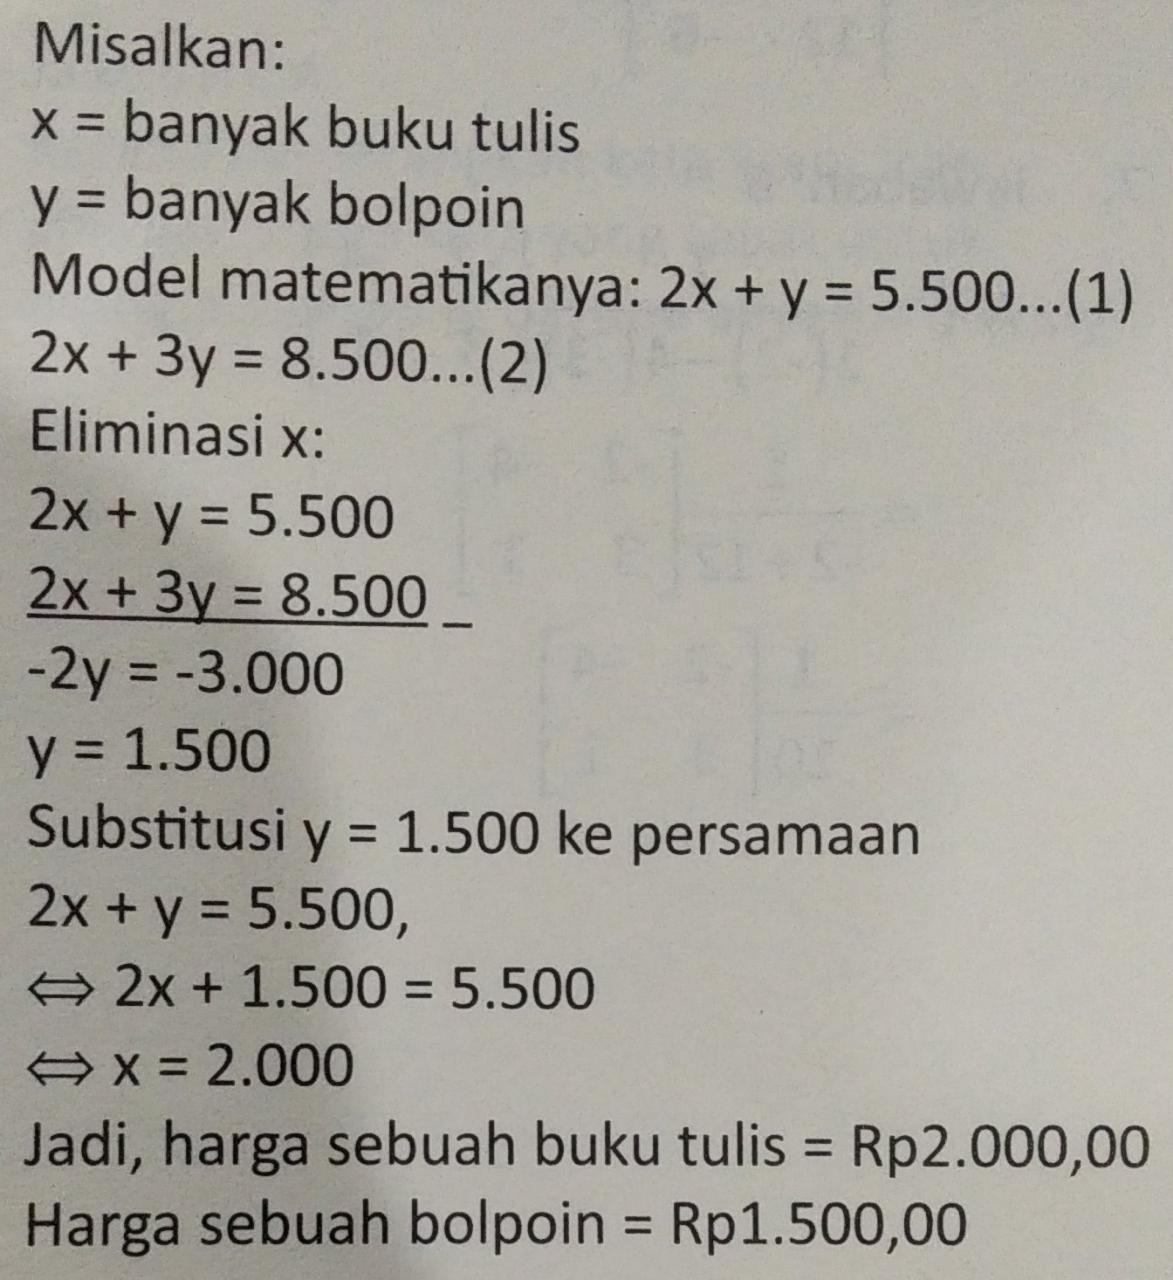 Misalkan:
x = banyak buku tulis
y = banyak bolpoin
Model matematikanya: 2x + y = 5.500...(1)
2x + 3y = 8.500...(2)
Eliminasi x:
2x + y = 5.500
2x + 3y = 8.500 _
-2y = -3.000
y = 1.500
Substitusi y = 1.500 ke persamaan
2x + y = 5.500,
⇔ 2x + 1.500 = 5.500
⇔ x = 2.000
Jadi, harga sebuah buku tulis = Rp2.000,00
Harga sebuah bolpoin = Rp1.500,00